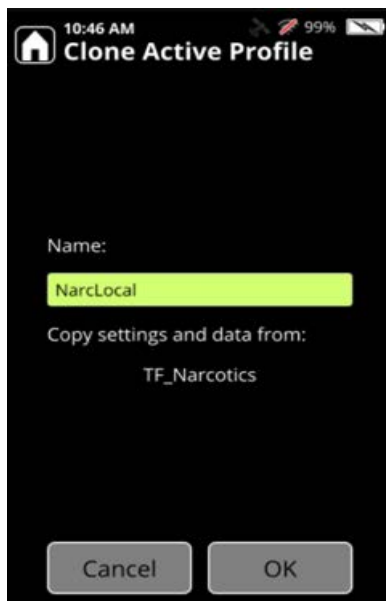 10:46 AM 99%
Clone Active Profile
Name:
NarcLocal
Copy settings and data from:
TF_Narcotics
Cancel OK